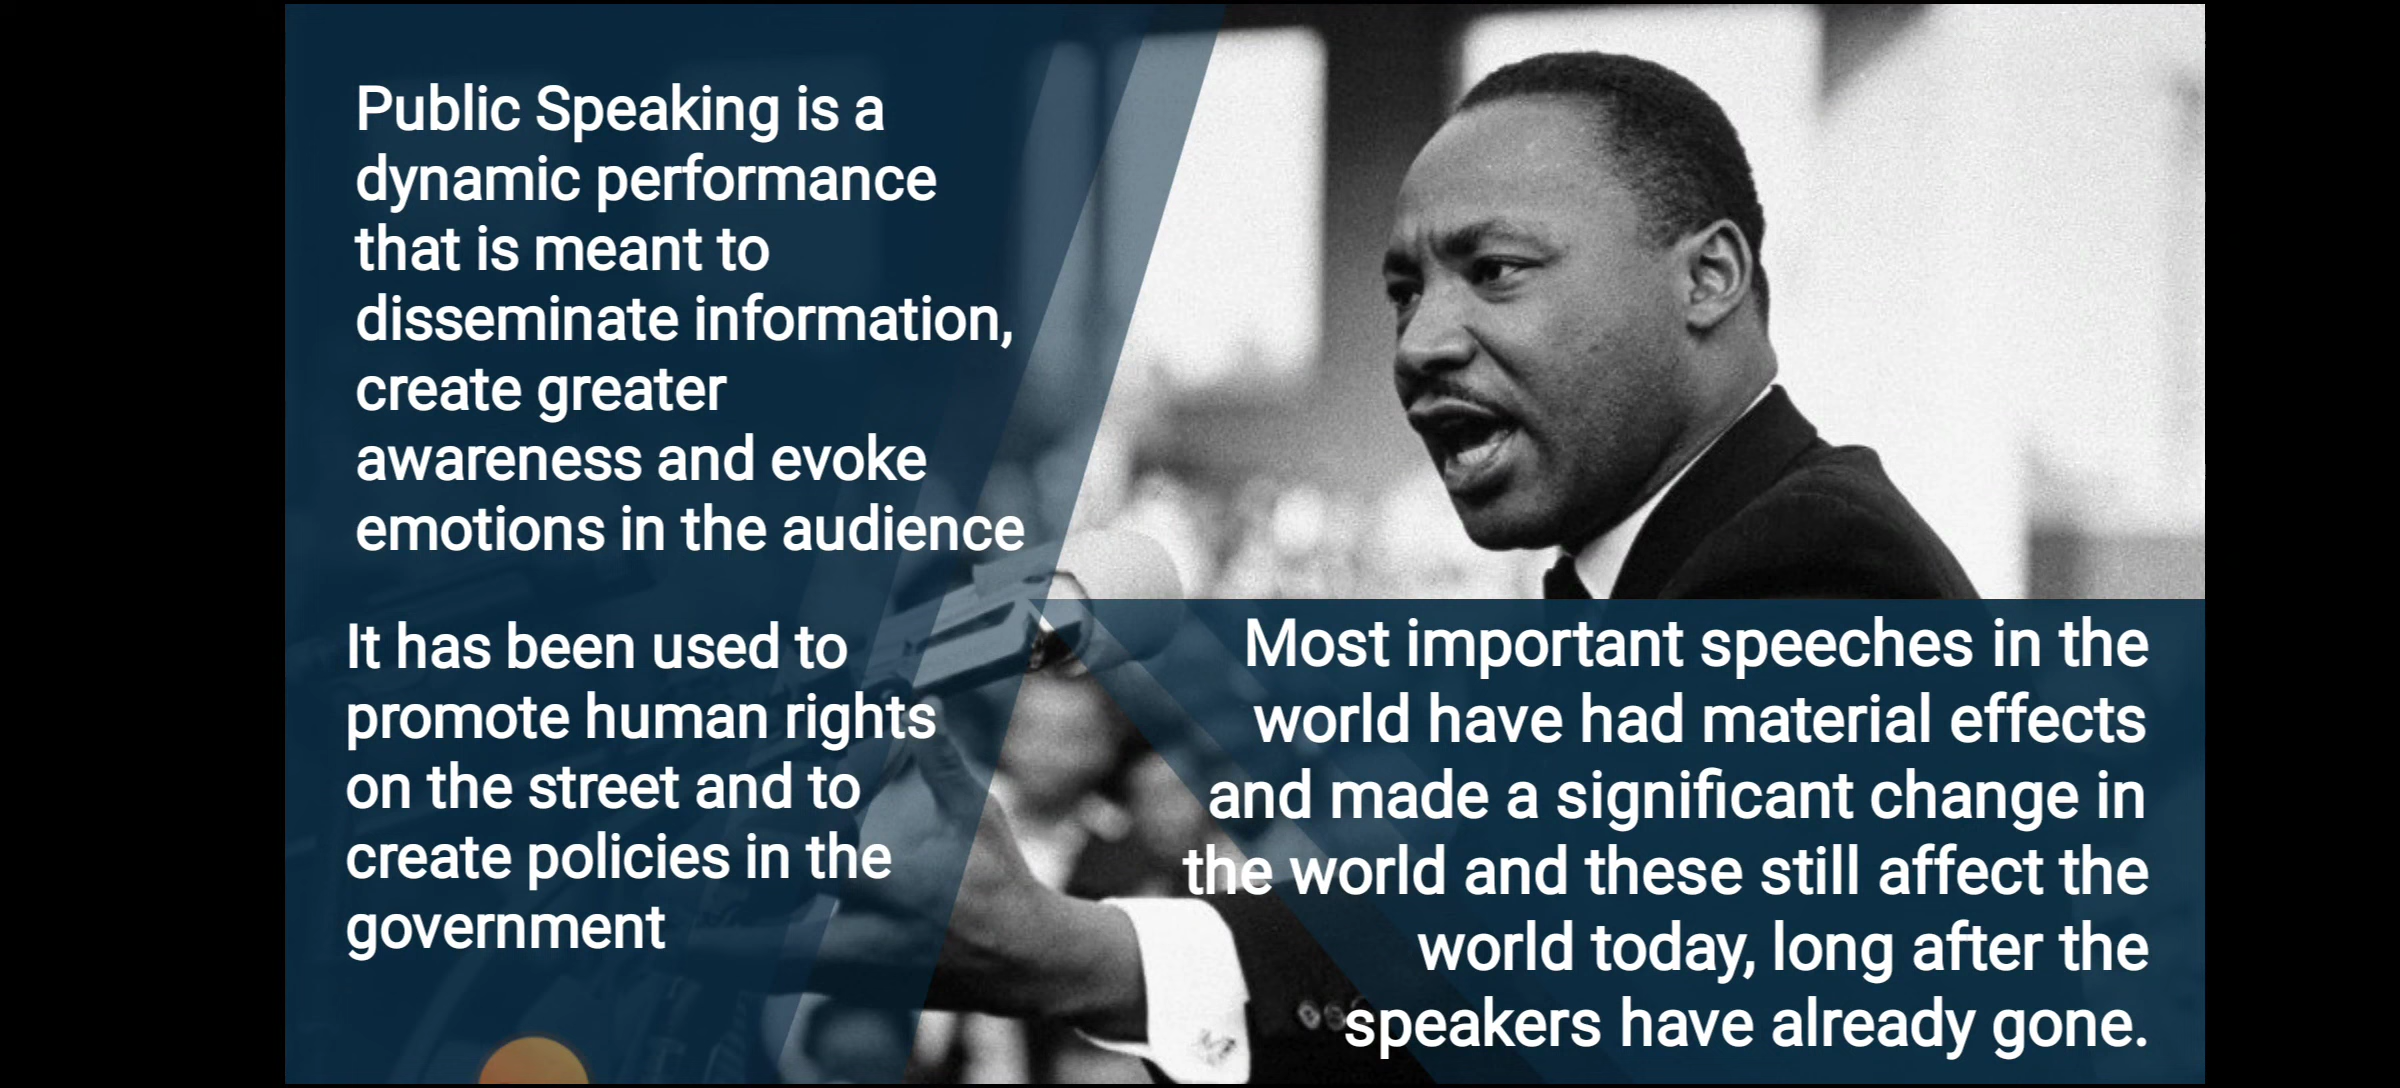 Public Speaking is a
dynamic performance
that is meant to
disseminate information,
create greater
awareness and evoke
emotions in the audience
It has been used to
promote human rights
on the street and to
create policies in the
government
Most important speeches in the
world have had material effects
and made a significant change in
the world and these still affect the
world today, long after the
speakers have already gone.